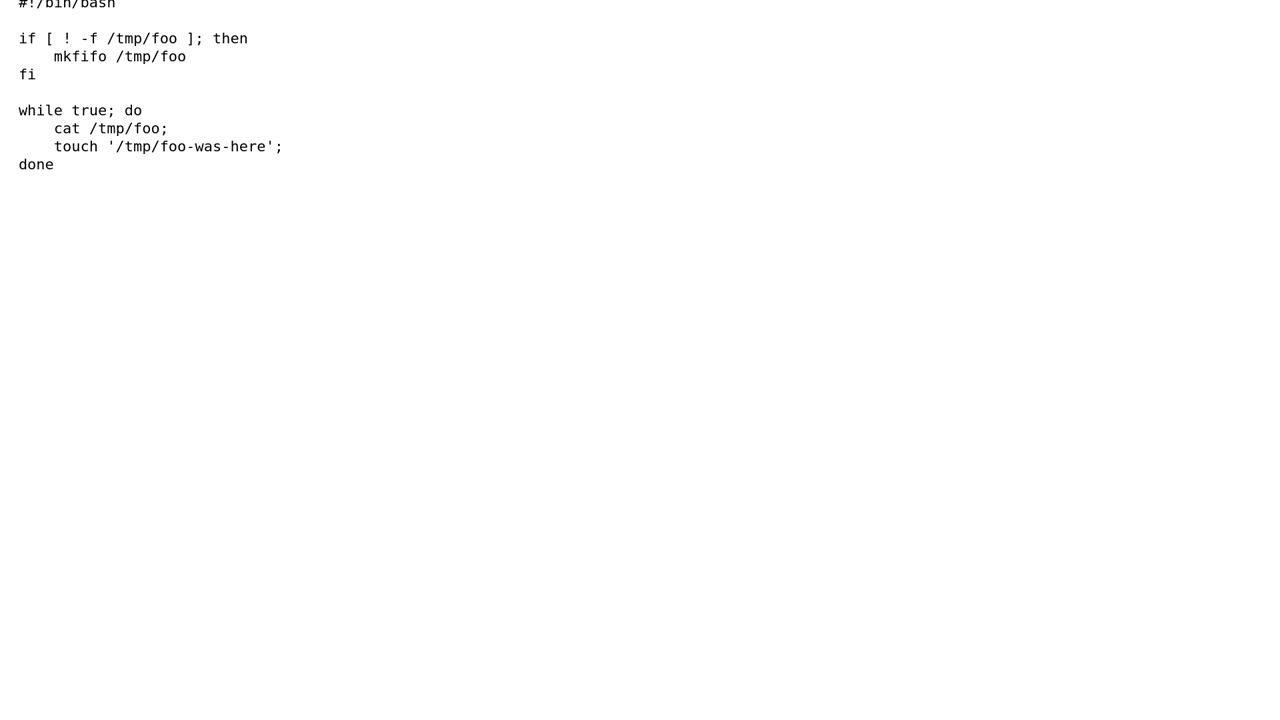 #!/bin/bash

if [ ! -f /tmp/foo ]; then
    mkfifo /tmp/foo
fi

while true; do
    cat /tmp/foo;
    touch '/tmp/foo-was-here';
done